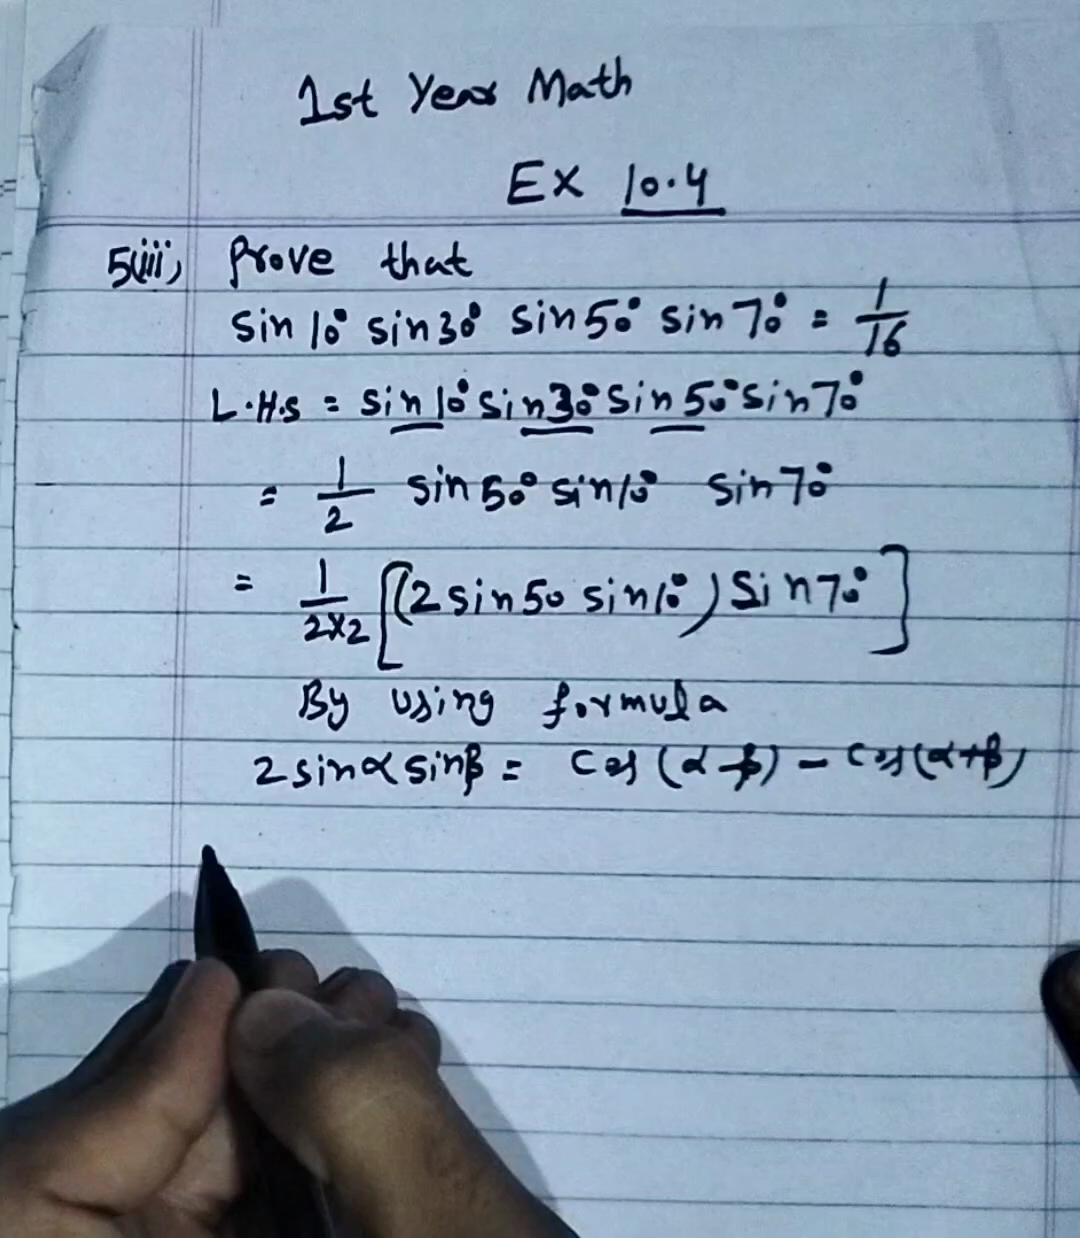 1st Year Math
Ex 10.4
5(iii) Prove that
sin 10° sin 30° sin 50° sin 70° = 1/16
L.H.S = sin 10° sin 30° sin 50° sin 70°
= 1/2 sin 50° sin 10° sin 70°
= 1/2×2 [(2 sin 50 sin 10°) sin 70°]
By using formula
2 sin α sin β = cos (α - β) - cos (α + β)